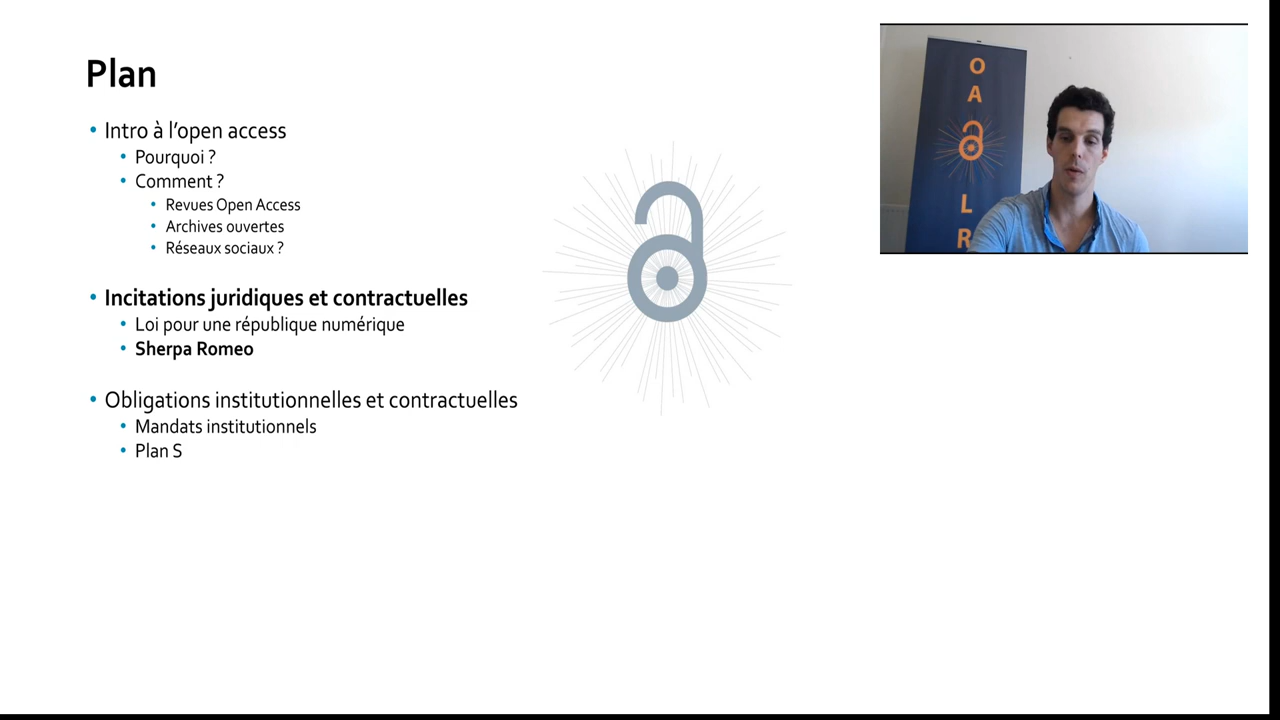 Plan
• Intro à l'open access
• Pourquoi ?
• Comment ?
• Revues Open Access
• Archives ouvertes
• Réseaux sociaux ?
• Incitations juridiques et contractuelles
• Loi pour une république numérique
• Sherpa Romeo
• Obligations institutionnelles et contractuelles
• Mandats institutionnels
• Plan S
O
A
L
R